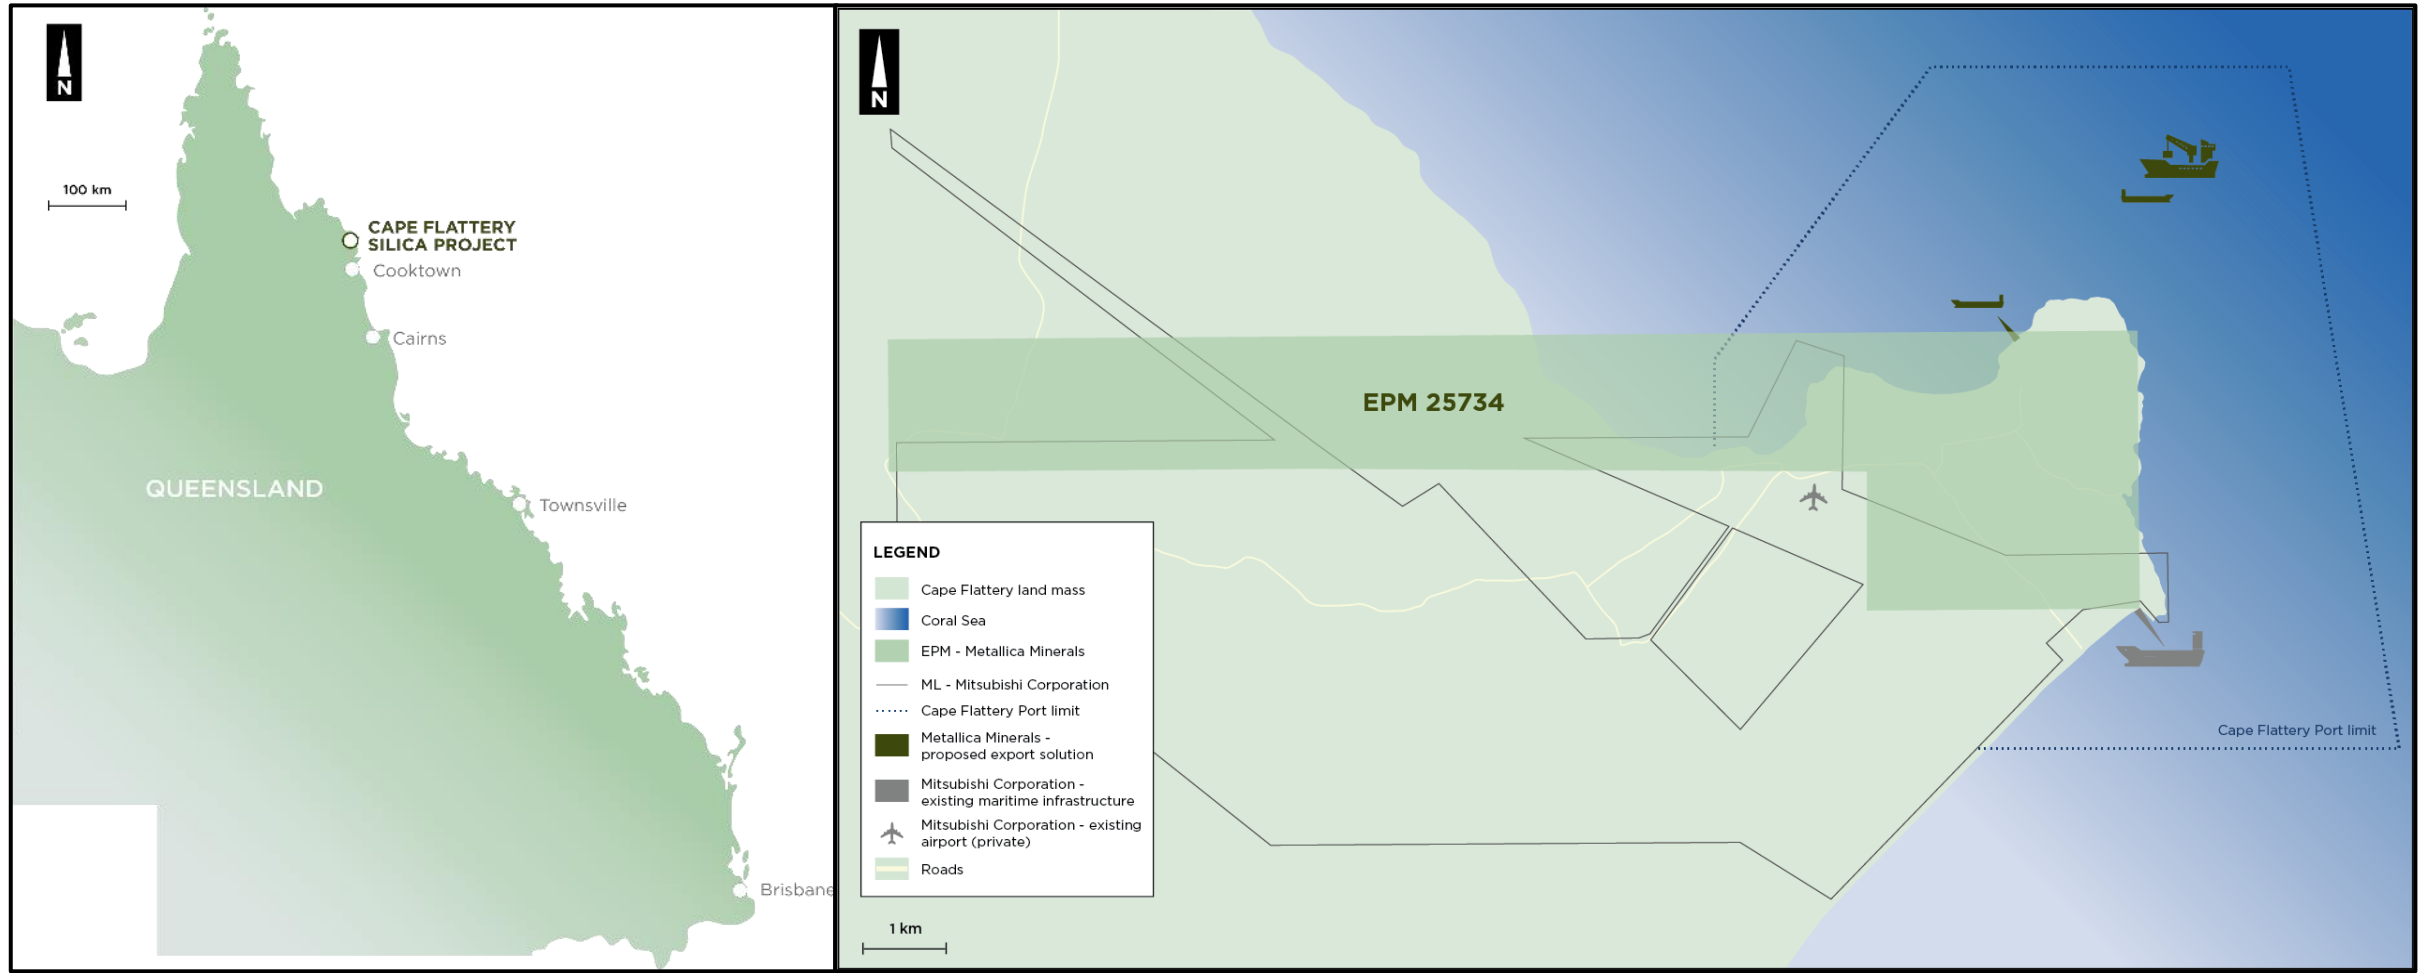 N
100 km
CAPE FLATTERY
SILICA PROJECT
Cooktown
Cairns
QUEENSLAND
Townsville
Brisbane
N
EPM 25734
Cape Flattery Port limit
LEGEND
Cape Flattery land mass
Coral Sea
EPM - Metallica Minerals
ML - Mitsubishi Corporation
Cape Flattery Port limit
Metallica Minerals -
proposed export solution
Mitsubishi Corporation -
existing maritime infrastructure
Mitsubishi Corporation - existing
airport (private)
Roads
1 km